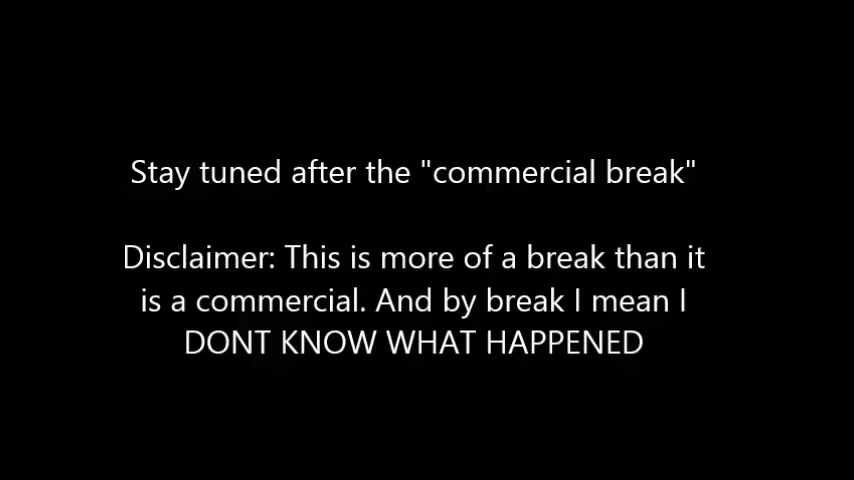 Stay tuned after the "commercial break"
Disclaimer: This is more of a break than it
is a commercial. And by break I mean I
DONT KNOW WHAT HAPPENED